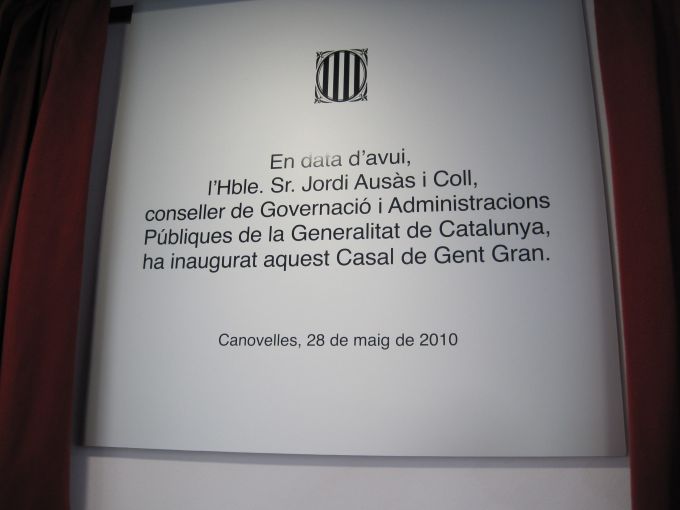 En data d'avui,
l'Hble. Sr. Jordi Ausàs i Coll,
conseller de Governació i Administracions
Públiques de la Generalitat de Catalunya,
ha inaugurat aquest Casal de Gent Gran.
Canovelles, 28 de maig de 2010